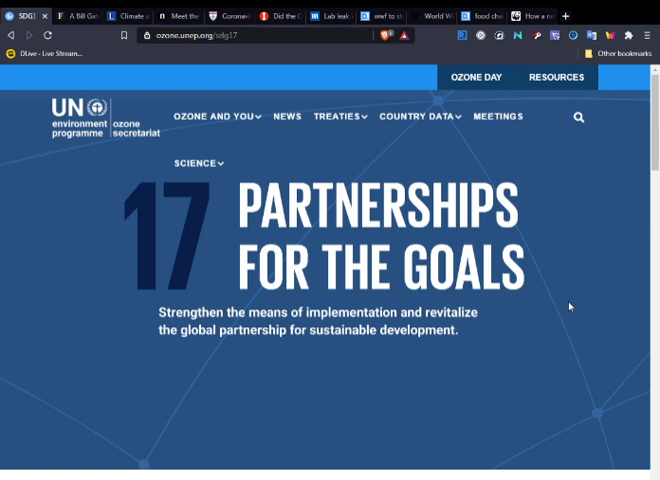 SDG1
A Bill Gat
Climate a
Meet the
Coronav
Did the C
Lab leak
wwf to st
World W
food cha
How a ne
ozone.unep.org/sdg17
DLive - Live Stream...
Other bookmarks
OZONE DAY RESOURCES
UN
environment programme
ozone secretariat
OZONE AND YOU NEWS TREATIES COUNTRY DATA MEETINGS
SCIENCE
17 PARTNERSHIPS
FOR THE GOALS
Strengthen the means of implementation and revitalize
the global partnership for sustainable development.